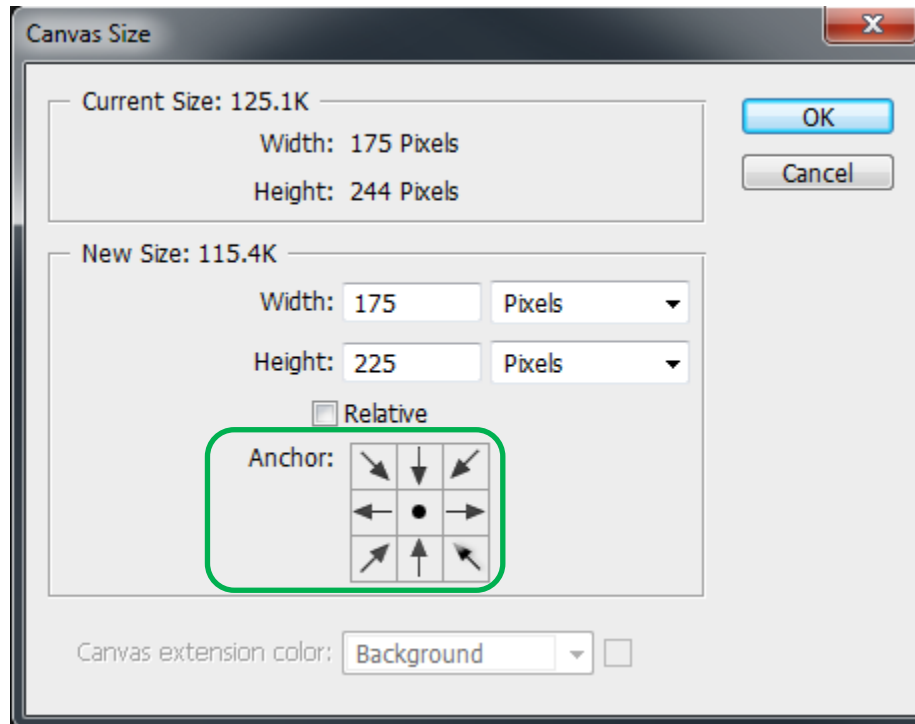 Canvas Size
Current Size: 125.1K
OK
Width: 175 Pixels
Cancel
Height: 244 Pixels
New Size: 115.4K
Width: 175 Pixels
Height: 225 Pixels
Relative
Anchor:
Canvas extension color: Background